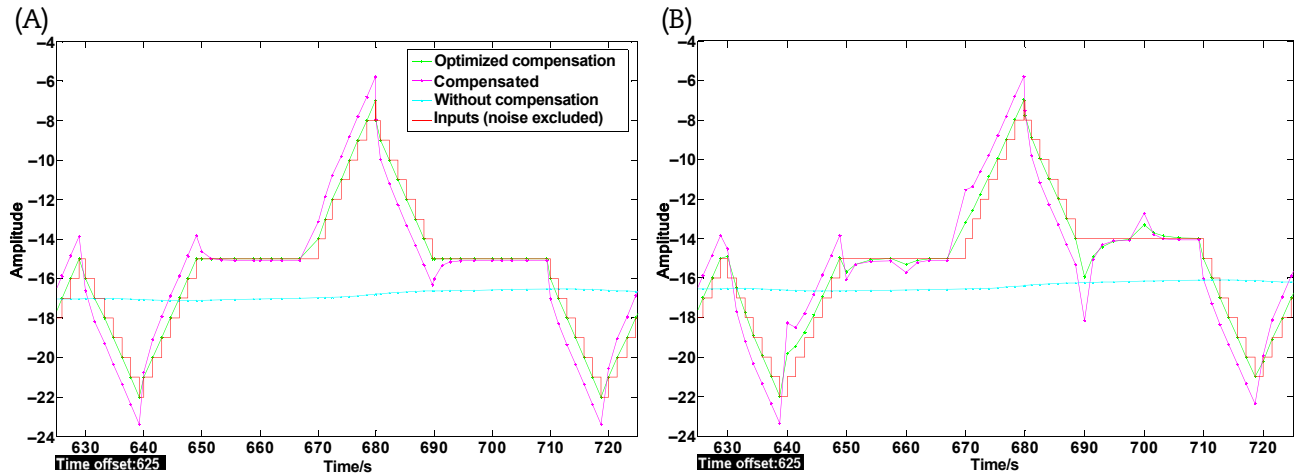 (A)
(B)
−4
−6
−8
−10
−12
−14
−16
−18
−20
−22
−24
Amplitude
Optimized compensation
Compensated
Without compensation
Inputs (noise excluded)
630 640 650 660 670 680 690 700 710 720
Time offset:625
Time/s
−4
−6
−8
−10
−12
−14
−16
−18
−20
−22
−24
Amplitude
630 640 650 660 670 680 690 700 710 720
Time offset:625
Time/s